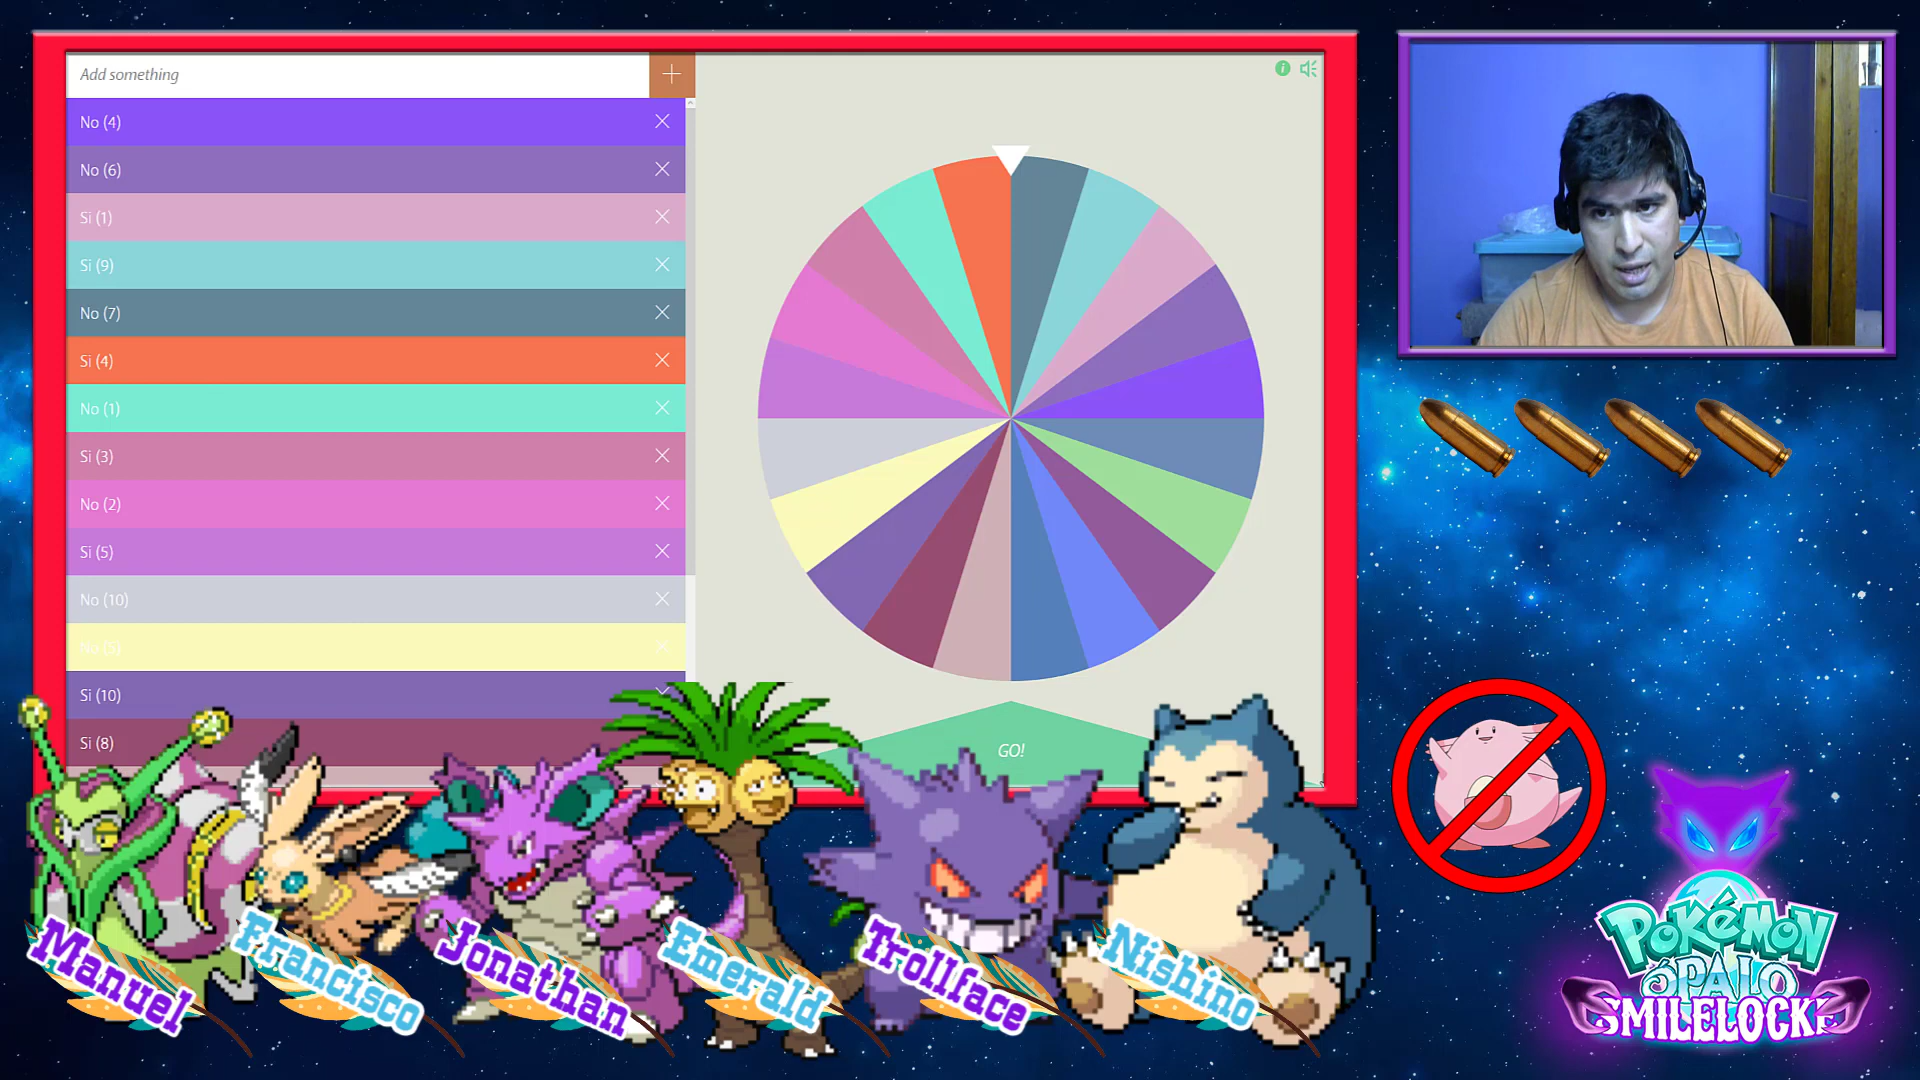 Add something
No (4)
No (6)
Si (1)
Si (9)
No (7)
Si (4)
No (1)
Si (3)
No (2)
Si (5)
No (10)
No (5)
Si (10)
Si (8)
GO!
Manuel
Francisco
Jonathan
Emerald
Trollface
Nishino
POKéMON
óPALO
SMILELOCKE